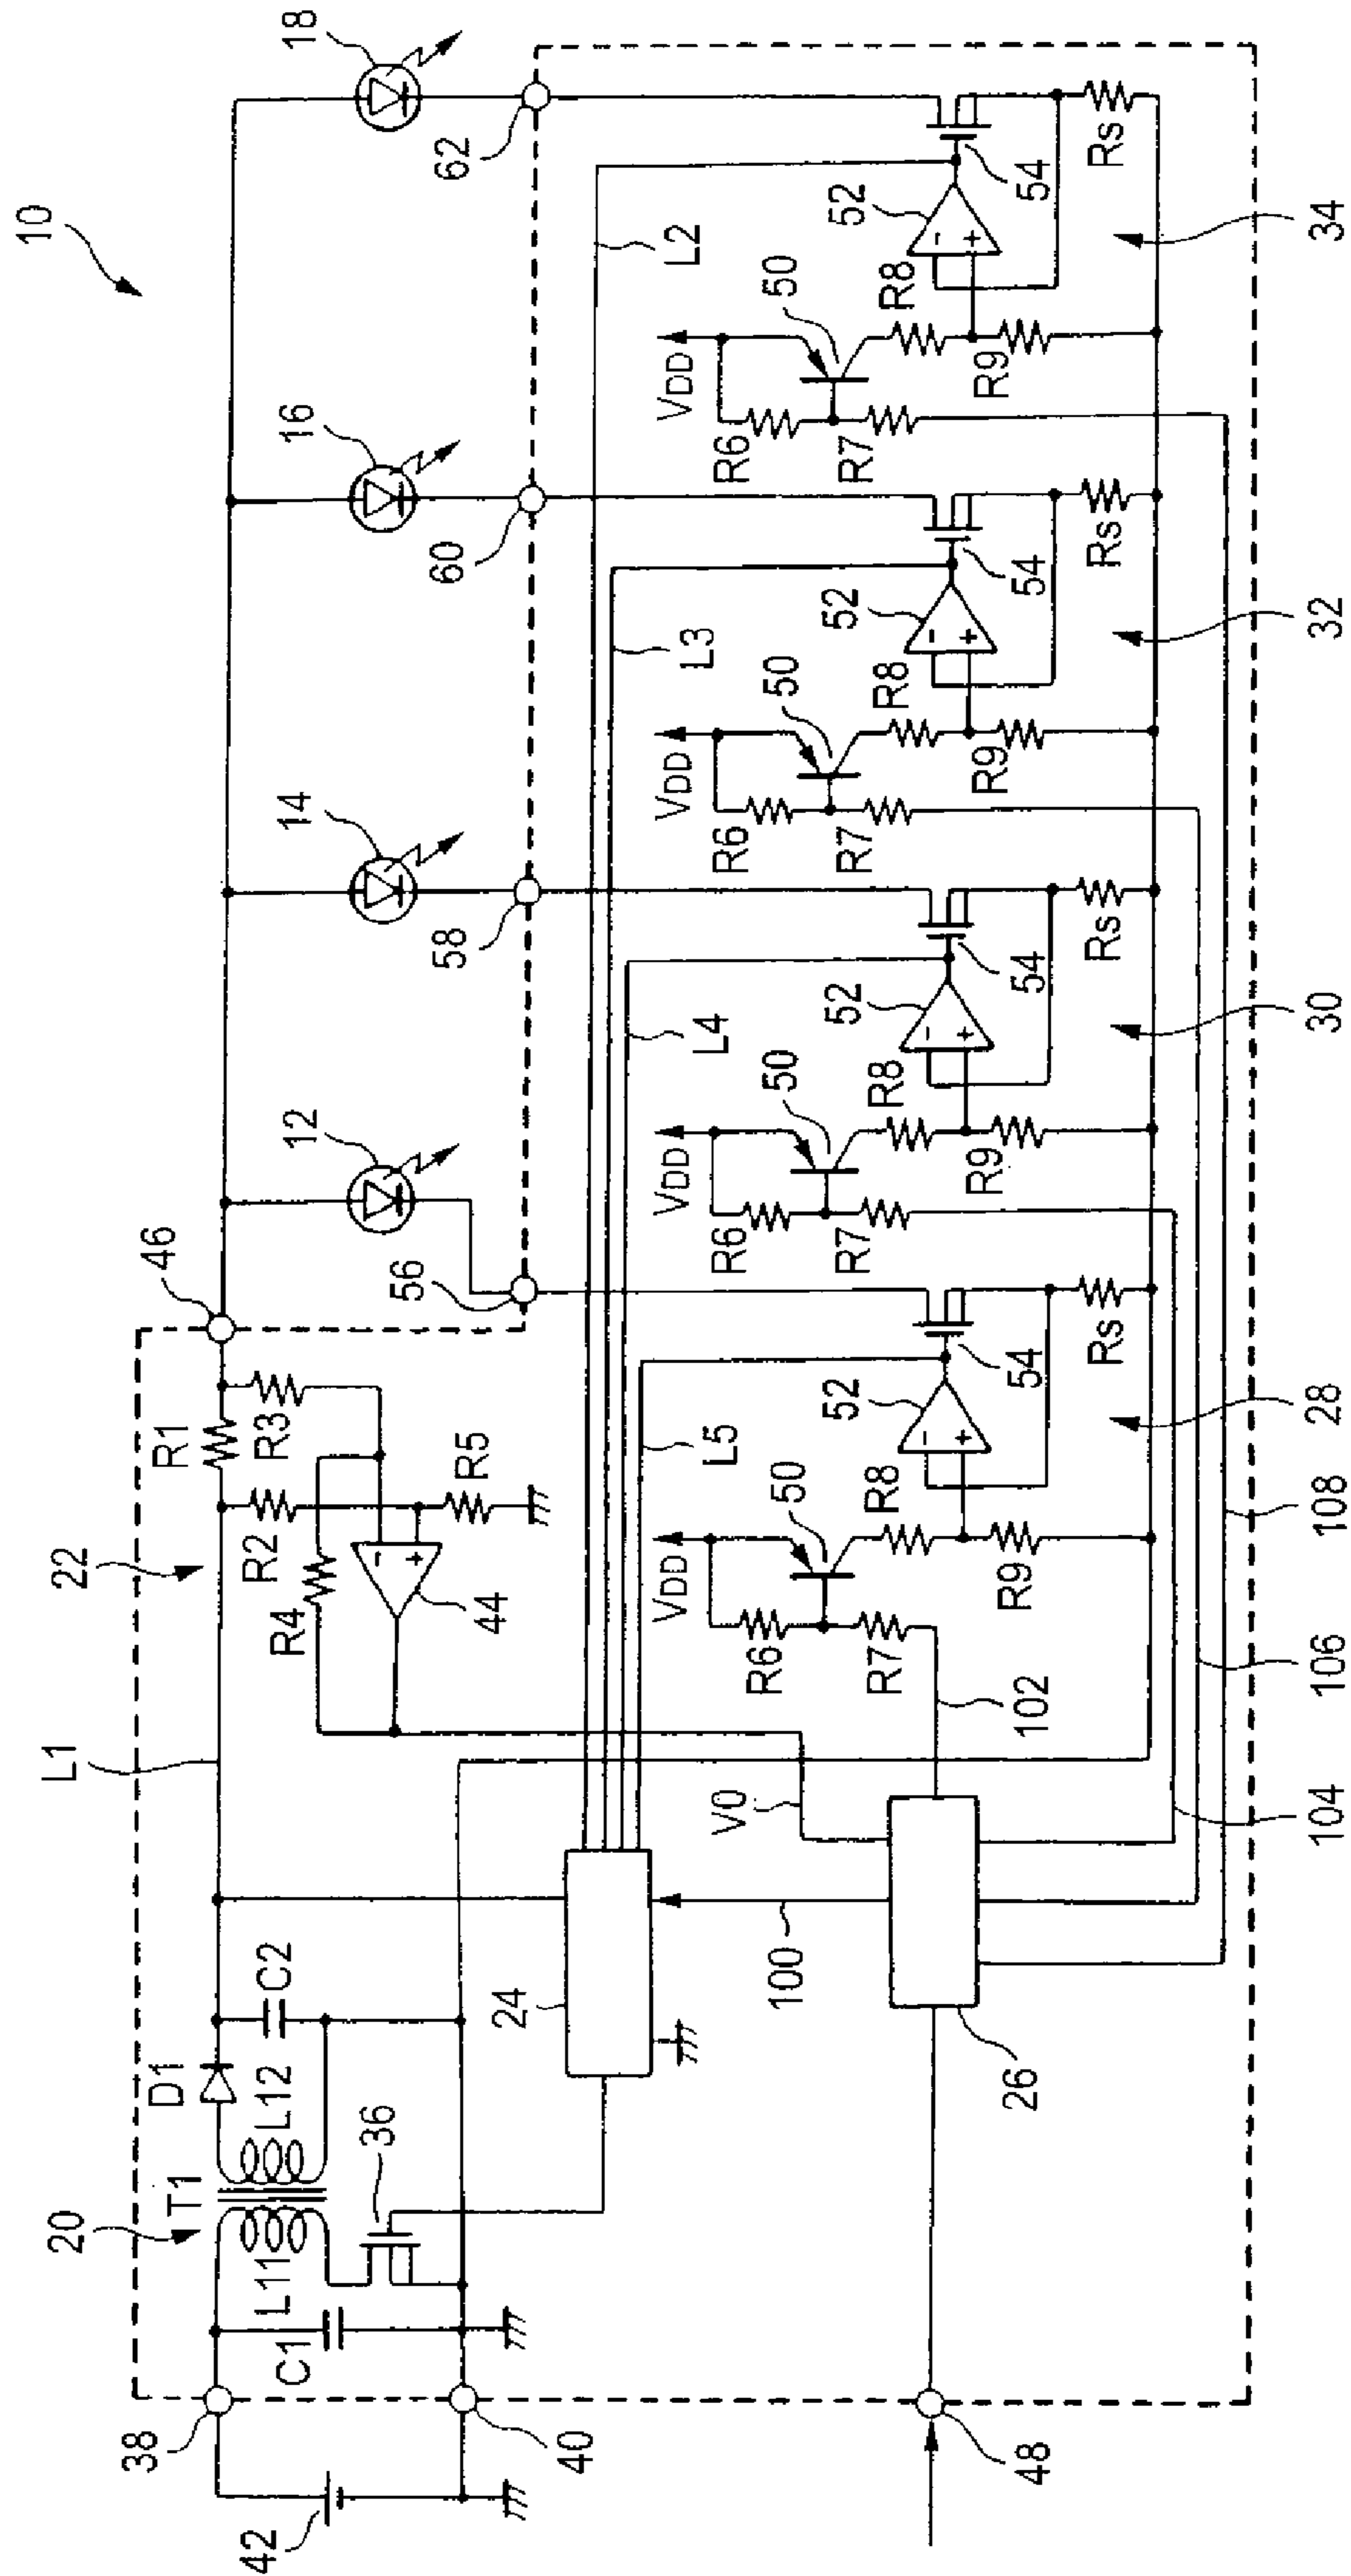 10
18
16
14
12
46
R1
22
L1
D1
C2
T1
20
L12
L11
C1
38
42
40
36
R3
R2
R5
R4
44
24
V0
100
26
48
56
58
60
62
L2
L3
L4
L5
VDD
R6
R7
50
R8
R9
52
54
Rs
28
102
VDD
R6
R7
50
R8
R9
52
54
Rs
30
VDD
R6
R7
50
R8
R9
52
54
Rs
32
VDD
R6
R7
50
R8
R9
52
54
Rs
34
104
106
108
- +
- +
- +
- +
- +